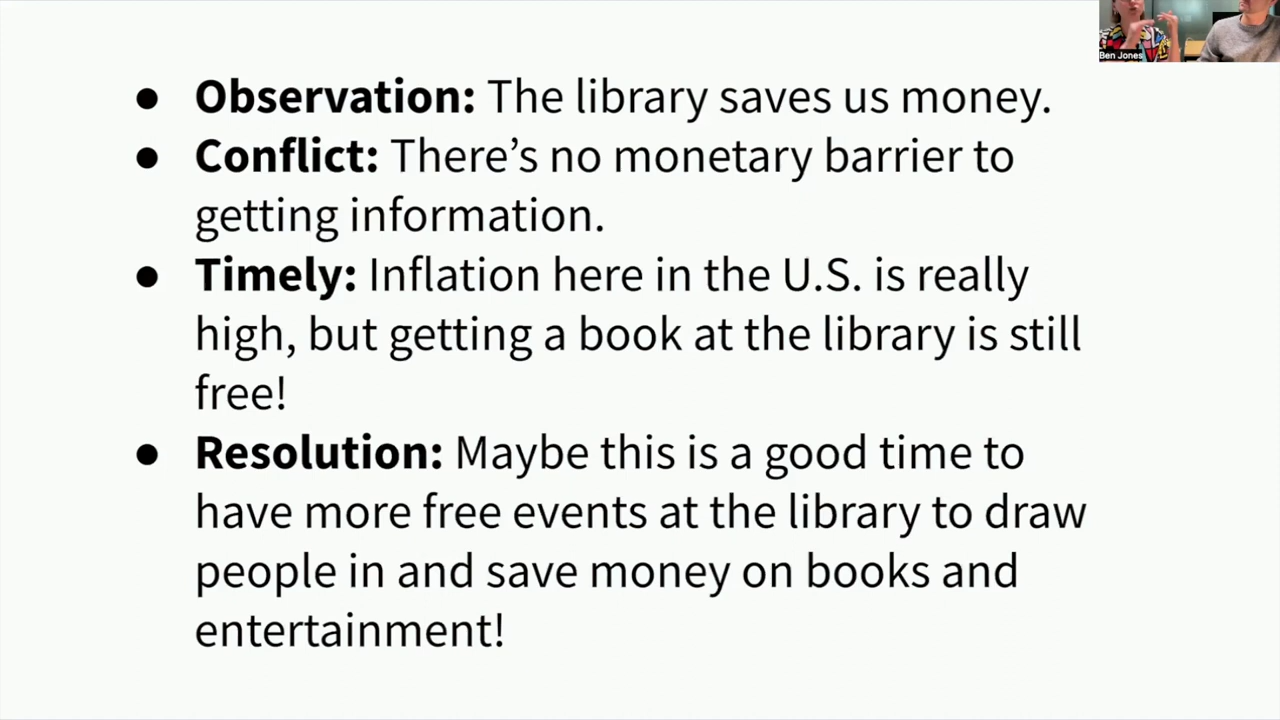 ● Observation: The library saves us money.
● Conflict: There’s no monetary barrier to
getting information.
● Timely: Inflation here in the U.S. is really
high, but getting a book at the library is still
free!
● Resolution: Maybe this is a good time to
have more free events at the library to draw
people in and save money on books and
entertainment!
Ben Jones